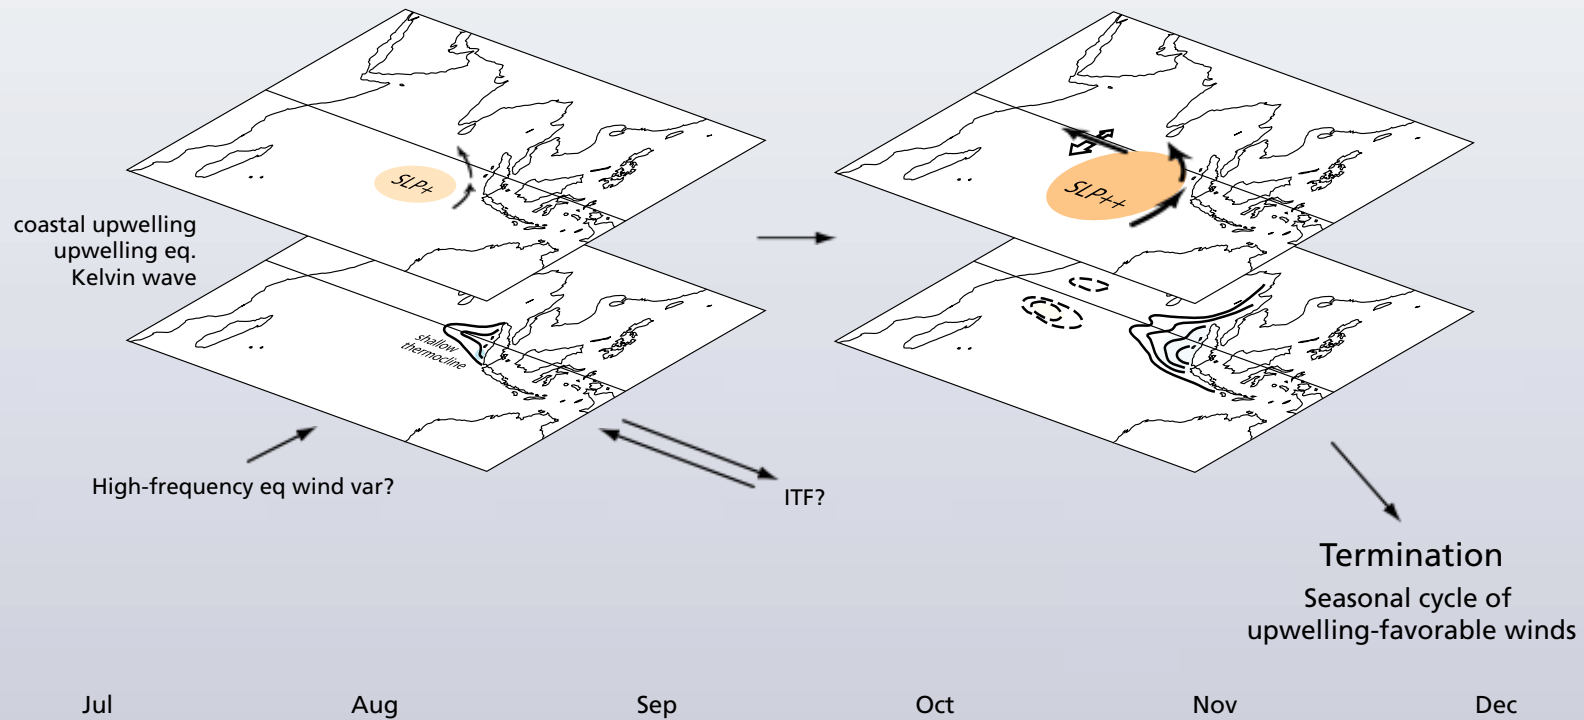 SLP+
SLP++
coastal upwelling
upwelling eq.
Kelvin wave
shallow
thermocline
High-frequency eq wind var?
ITF?
Termination
Seasonal cycle of
upwelling-favorable winds
Jul Aug Sep Oct Nov Dec